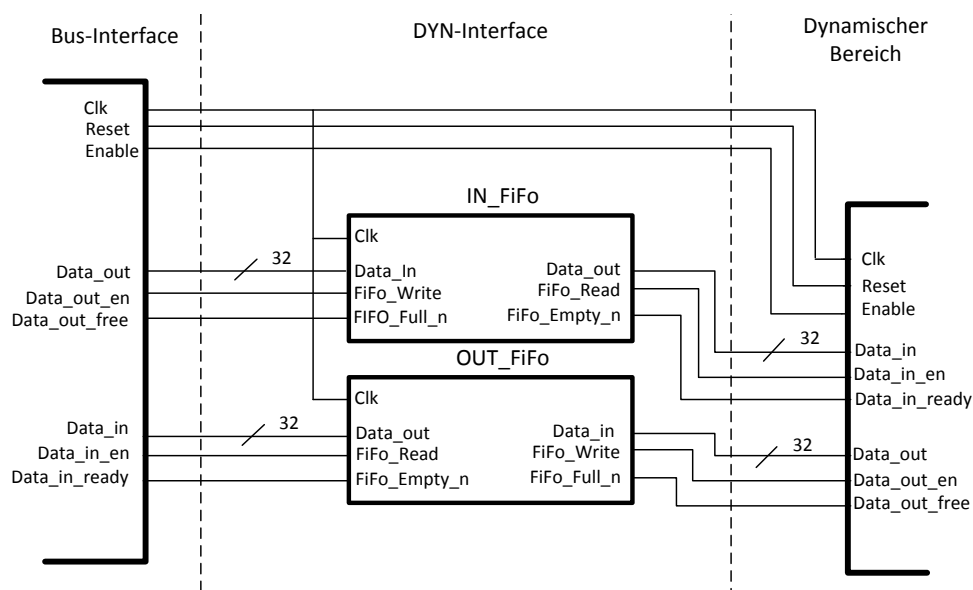 Bus-Interface
DYN-Interface
Dynamischer
Bereich
Clk
Reset
Enable
Data_out
Data_out_en
Data_out_free
Data_in
Data_in_en
Data_in_ready
32
32
IN_FiFo
Clk
Data_In
FiFo_Write
FIFO_Full_n
Data_out
FiFo_Read
FiFo_Empty_n
OUT_FiFo
Clk
Data_out
FiFo_Read
FiFo_Empty_n
Data_in
FiFo_Write
FiFo_Full_n
32
32
Clk
Reset
Enable
Data_in
Data_in_en
Data_in_ready
Data_out
Data_out_en
Data_out_free